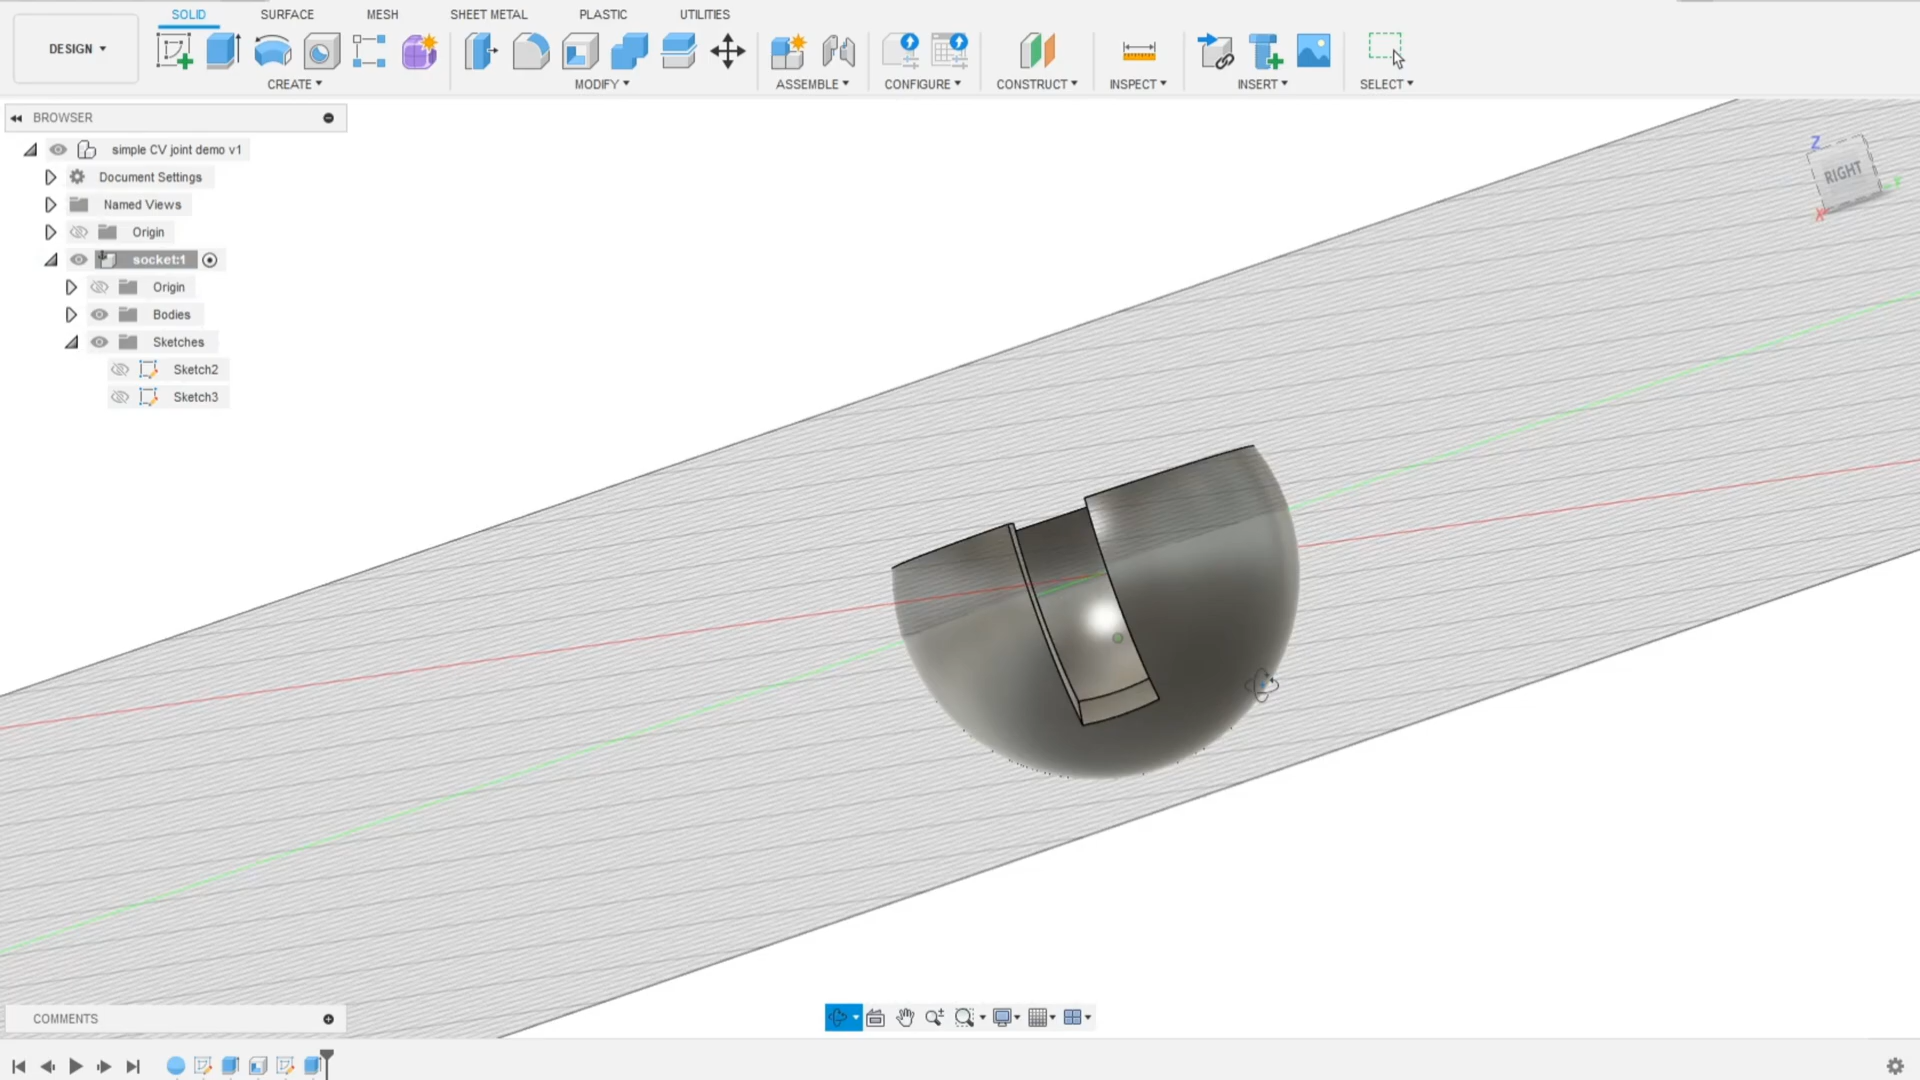 SOLID SURFACE MESH SHEET METAL PLASTIC UTILITIES
DESIGN
CREATE MODIFY ASSEMBLE CONFIGURE CONSTRUCT INSPECT INSERT SELECT
BROWSER
simple CV joint demo v1
Document Settings
Named Views
Origin
socket:1
Origin
Bodies
Sketches
Sketch2
Sketch3
Z
RIGHT
X
COMMENTS